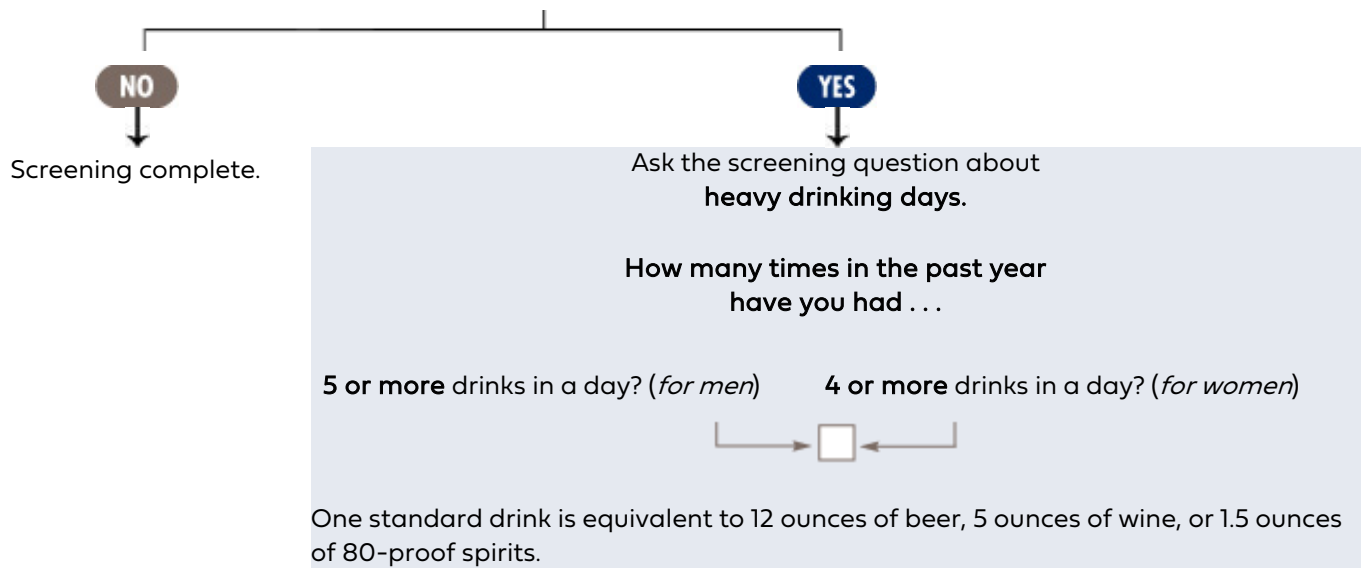 NO
YES
Screening complete.
Ask the screening question about
heavy drinking days.
How many times in the past year
have you had . . .
5 or more drinks in a day? (for men)
4 or more drinks in a day? (for women)
One standard drink is equivalent to 12 ounces of beer, 5 ounces of wine, or 1.5 ounces
of 80-proof spirits.